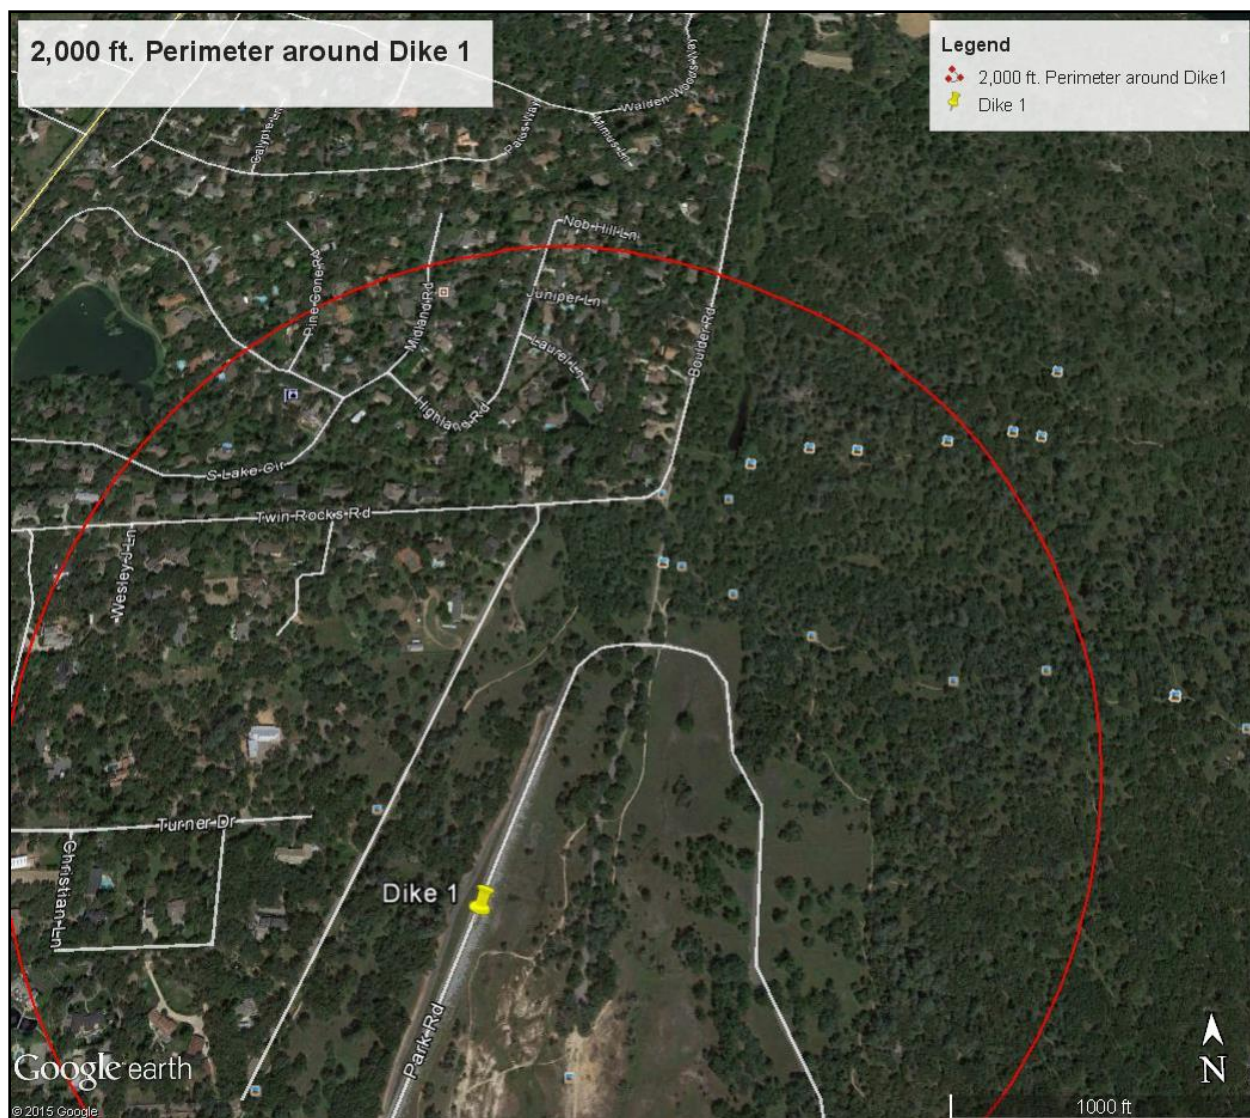 2,000 ft. Perimeter around Dike 1
Legend
2,000 ft. Perimeter around Dike1
Dike 1
Walden Woods Way
Calypte Ln
Palus Way
Mimus Ln
Nob Hill Ln
Pine Cone Rd
Midland Rd
Juniper Ln
Boulder Rd
Laurel Ln
Highland Rd
S Lake Cir
Twin Rocks Rd
Wesley J Ln
Turner Dr
Christian Ln
Dike 1
Park Rd
Google earth
N
© 2015 Google
1000 ft